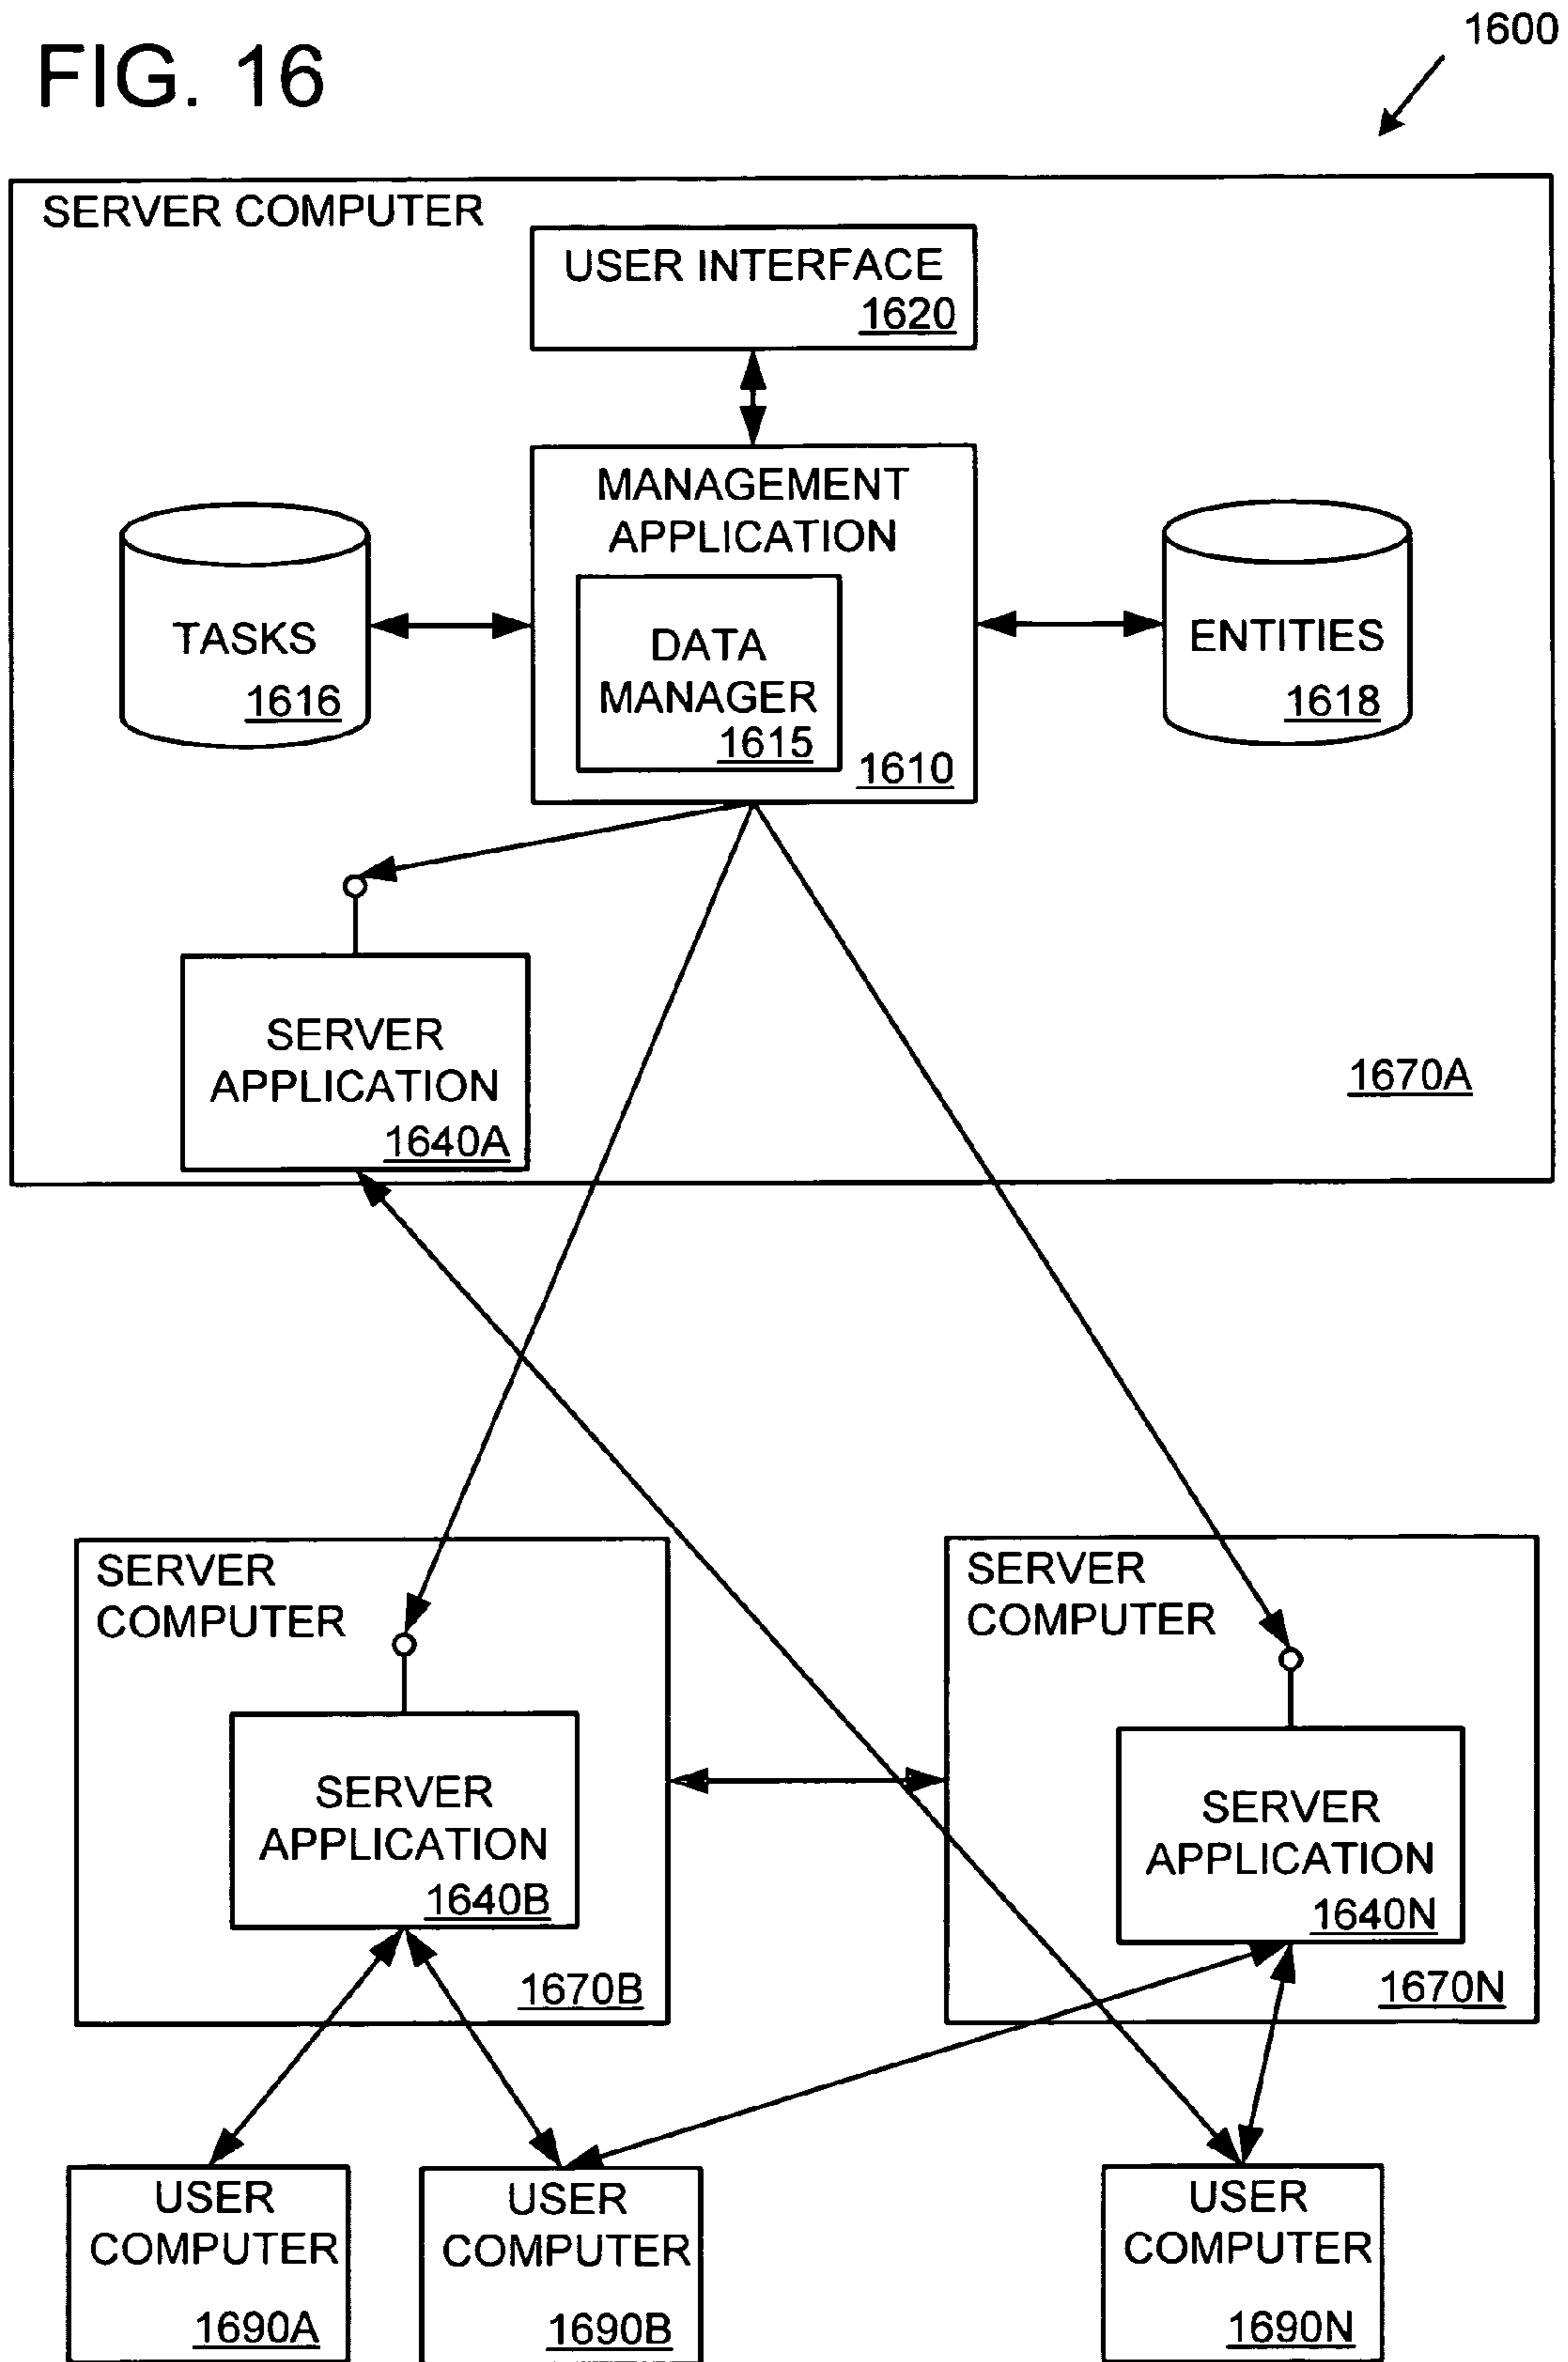 FIG. 16
1600
SERVER COMPUTER
USER INTERFACE
1620
MANAGEMENT
APPLICATION
DATA
MANAGER
1615
1610
TASKS
1616
ENTITIES
1618
SERVER
APPLICATION
1640A
1670A
SERVER
COMPUTER
SERVER
APPLICATION
1640B
1670B
SERVER
COMPUTER
SERVER
APPLICATION
1640N
1670N
USER
COMPUTER
1690A
USER
COMPUTER
1690B
USER
COMPUTER
1690N